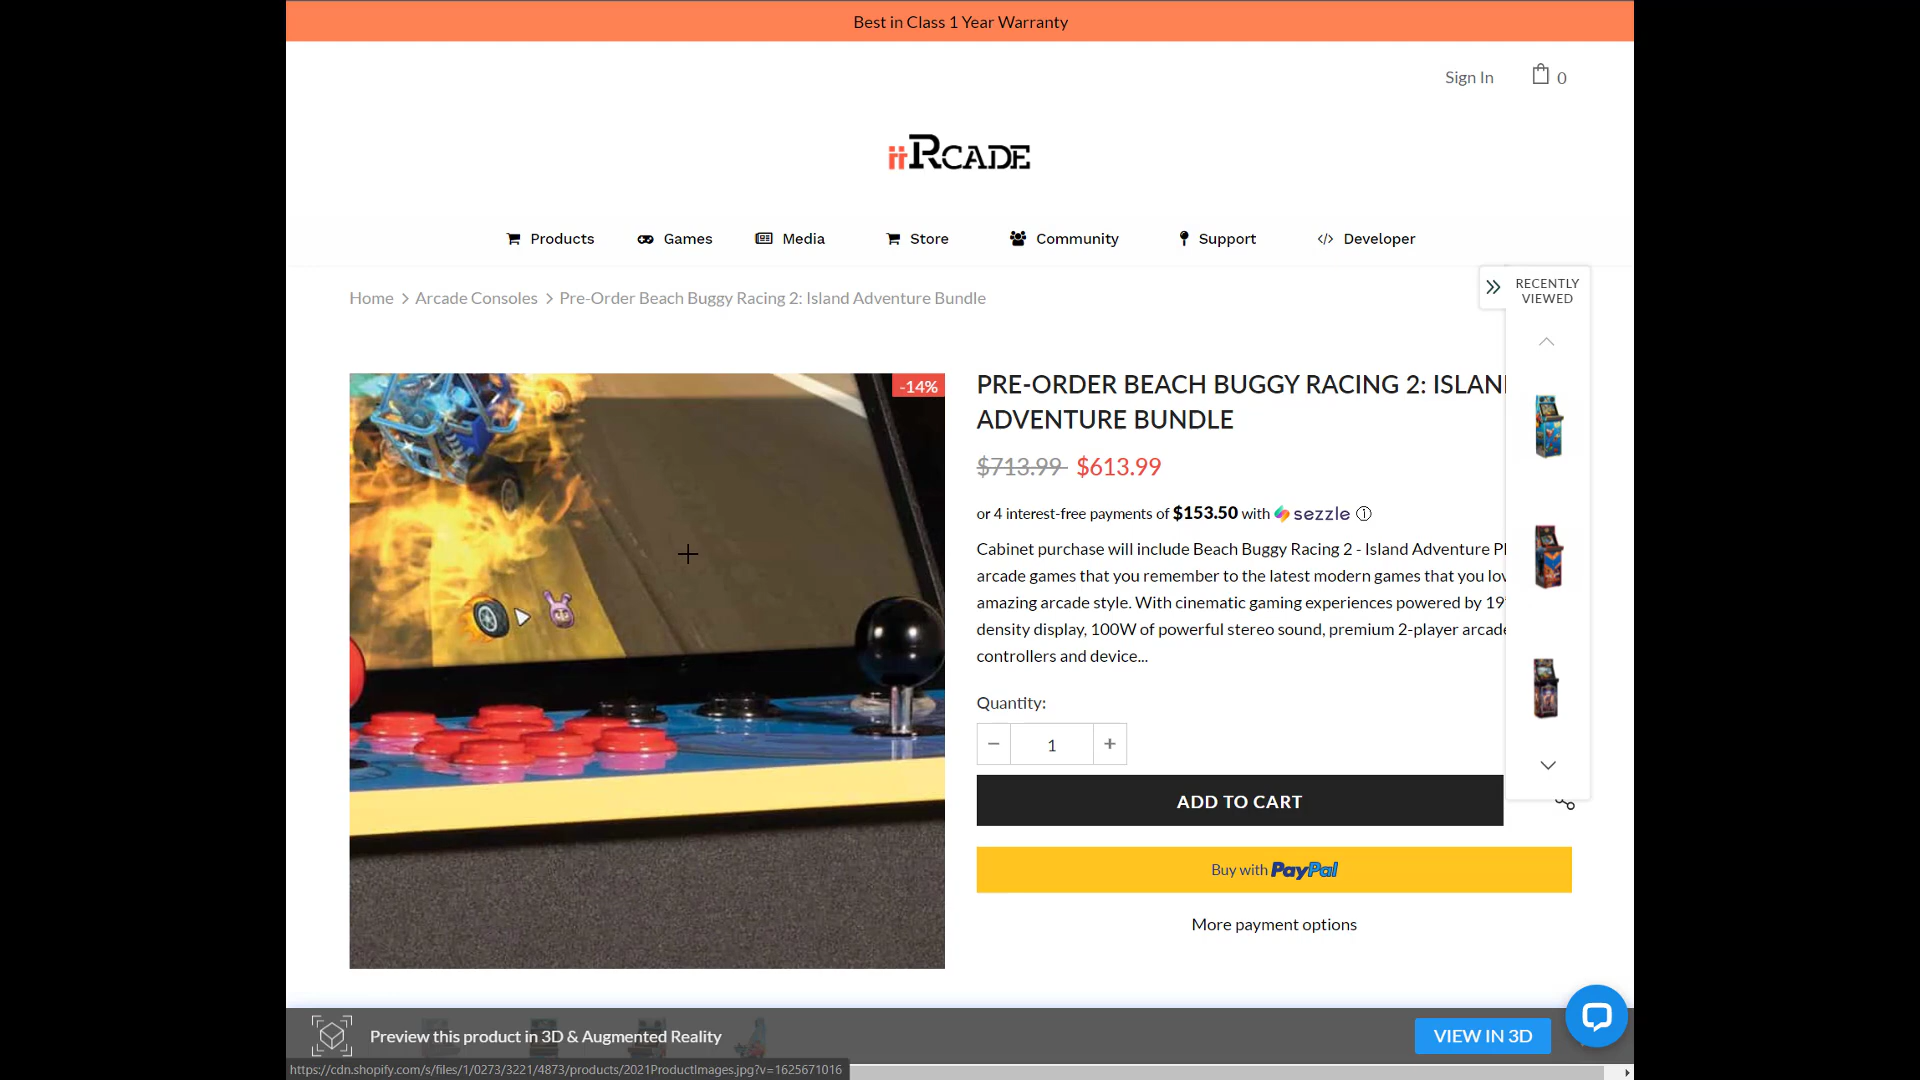 Best in Class 1 Year Warranty
Sign In
0
iiRCADE
Products
Games
Media
Store
Community
Support
Developer
Home > Arcade Consoles > Pre-Order Beach Buggy Racing 2: Island Adventure Bundle
RECENTLY
VIEWED
-14%
PRE-ORDER BEACH BUGGY RACING 2: ISLAN
ADVENTURE BUNDLE
$713.99 $613.99
or 4 interest-free payments of $153.50 with sezzle
Cabinet purchase will include Beach Buggy Racing 2 - Island Adventure
arcade games that you remember to the latest modern games that you
amazing arcade style. With cinematic gaming experiences powered by 19
density display, 100W of powerful stereo sound, premium 2-player arcade
controllers and device...
Quantity:
− 1 +
ADD TO CART
Buy with PayPal
More payment options
Preview this product in 3D & Augmented Reality
VIEW IN 3D
https://cdn.shopify.com/s/files/1/0273/3221/4873/products/2021ProductImages.jpg?v=1625671016